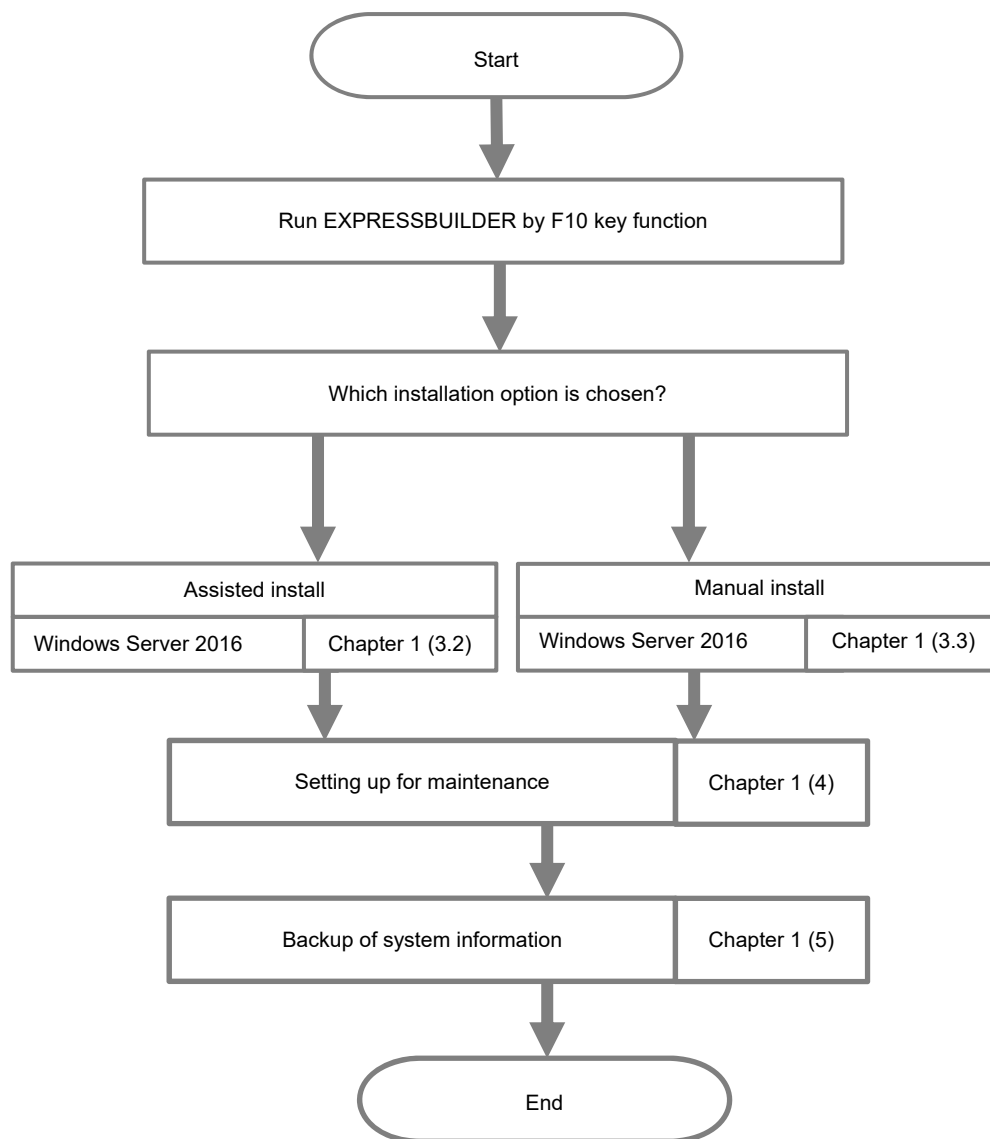 Start
Run EXPRESSBUILDER by F10 key function
Which installation option is chosen?
Assisted install
Windows Server 2016
Chapter 1 (3.2)
Manual install
Windows Server 2016
Chapter 1 (3.3)
Setting up for maintenance
Chapter 1 (4)
Backup of system information
Chapter 1 (5)
End